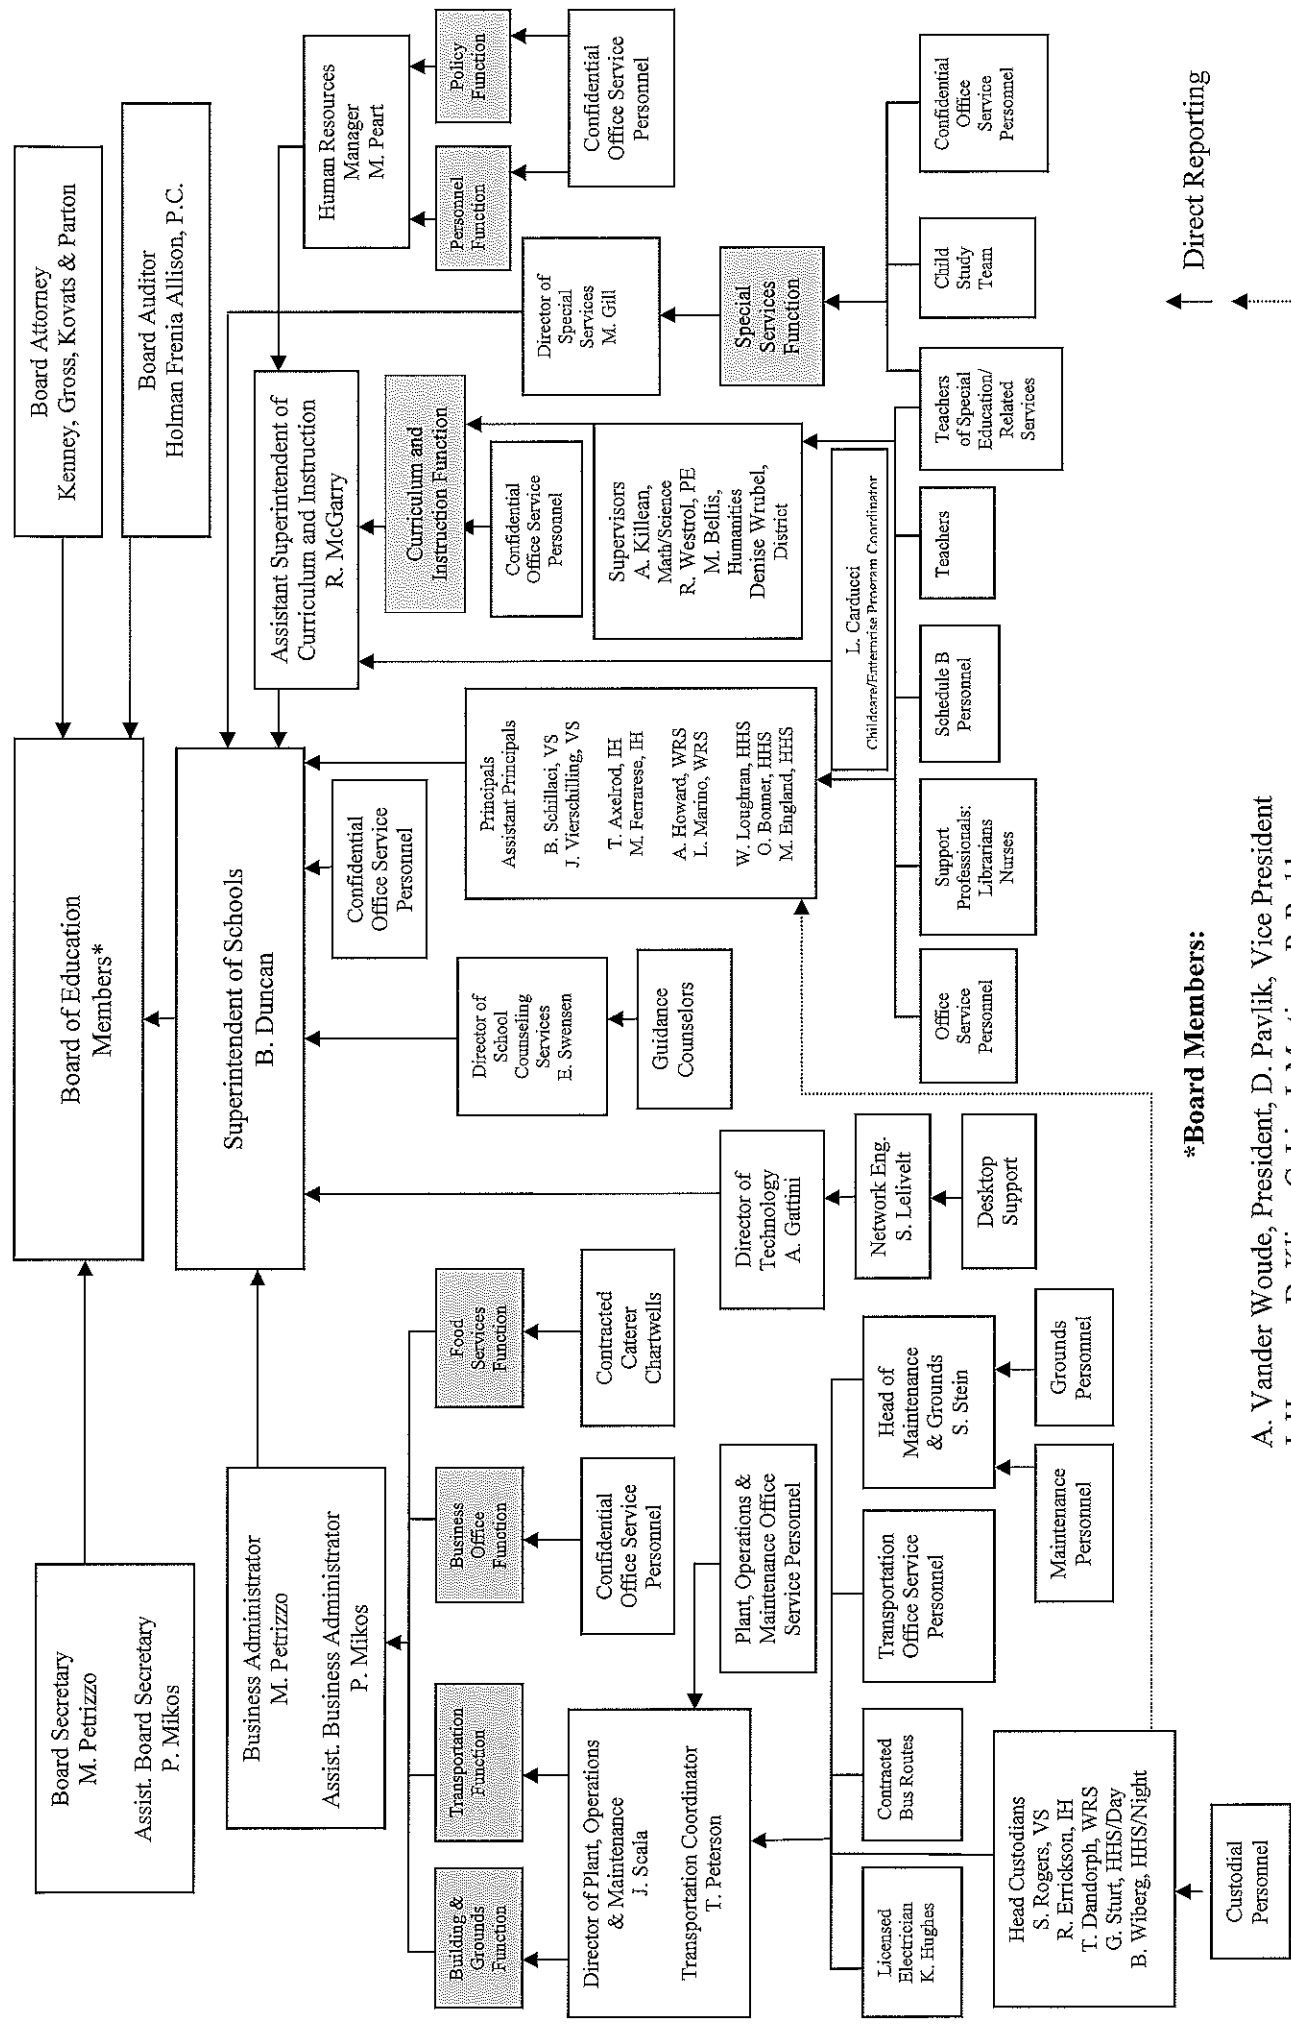 Board Attorney
Kenney, Gross, Kovats & Parton
Board Auditor
Holman Frenia Allison, P.C.
Board of Education
Members*
Board Secretary
M. Petrizzo
Assist. Board Secretary
P. Mikos
Superintendent of Schools
B. Duncan
Business Administrator
M. Petrizzo
Assist. Business Administrator
P. Mikos
Confidential
Office Service
Personnel
Assistant Superintendent of
Curriculum and Instruction
R. McGarry
Human Resources
Manager
M. Peart
Building &
Grounds
Function
Transportation
Function
Business
Office
Function
Food
Services
Function
Director of
School
Counseling
Services
E. Swensen
Principals
Assistant Principals
B. Schillaci, VS
J. Vierschilling, VS
T. Axelrod, IH
M. Ferrarese, IH
A. Howard, WRS
L. Marino, WRS
W. Loughran, HHS
O. Bonner, HHS
M. England, HHS
Curriculum and
Instruction Function
Confidential
Office Service
Personnel
Director of
Special
Services
M. Gill
Personnel
Function
Policy
Function
Director of Plant, Operations
& Maintenance
J. Scala
Transportation Coordinator
T. Peterson
Confidential
Office Service
Personnel
Contracted
Caterer
Chartwells
Guidance
Counselors
Supervisors
A. Killean,
Math/Science
R. Westrol, PE
M. Bellis,
Humanities
Denise Wrubel,
District
Confidential
Office Service
Personnel
Plant, Operations &
Maintenance Office
Service Personnel
Director of
Technology
A. Gattini
Special
Services
Function
L. Carducci
Childcare/Enterprise Program Coordinator
Licensed
Electrician
K. Hughes
Contracted
Bus Routes
Transportation
Office Service
Personnel
Head of
Maintenance
& Grounds
S. Stein
Network Eng.
S. Lelivelt
Desktop
Support
Office
Service
Personnel
Support
Professionals:
Librarians
Nurses
Schedule B
Personnel
Teachers
Teachers
of Special
Education/
Related
Services
Child
Study
Team
Confidential
Office
Service
Personnel
Head Custodians
S. Rogers, VS
R. Errickson, IH
T. Dandorph, WRS
G. Sturt, HHS/Day
B. Wiberg, HHS/Night
Maintenance
Personnel
Grounds
Personnel
Custodial
Personnel
Direct Reporting
*Board Members:
A. Vander Woude, President, D. Pavlik, Vice President